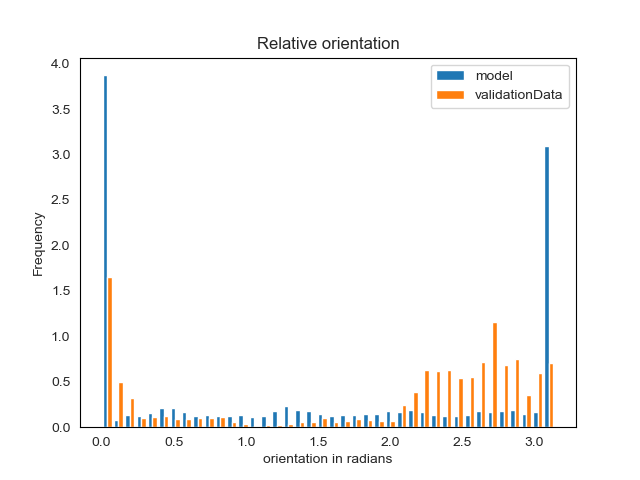 Relative orientation
model
validationData
Frequency
4.0
3.5
3.0
2.5
2.0
1.5
1.0
0.5
0.0
0.0 0.5 1.0 1.5 2.0 2.5 3.0
orientation in radians